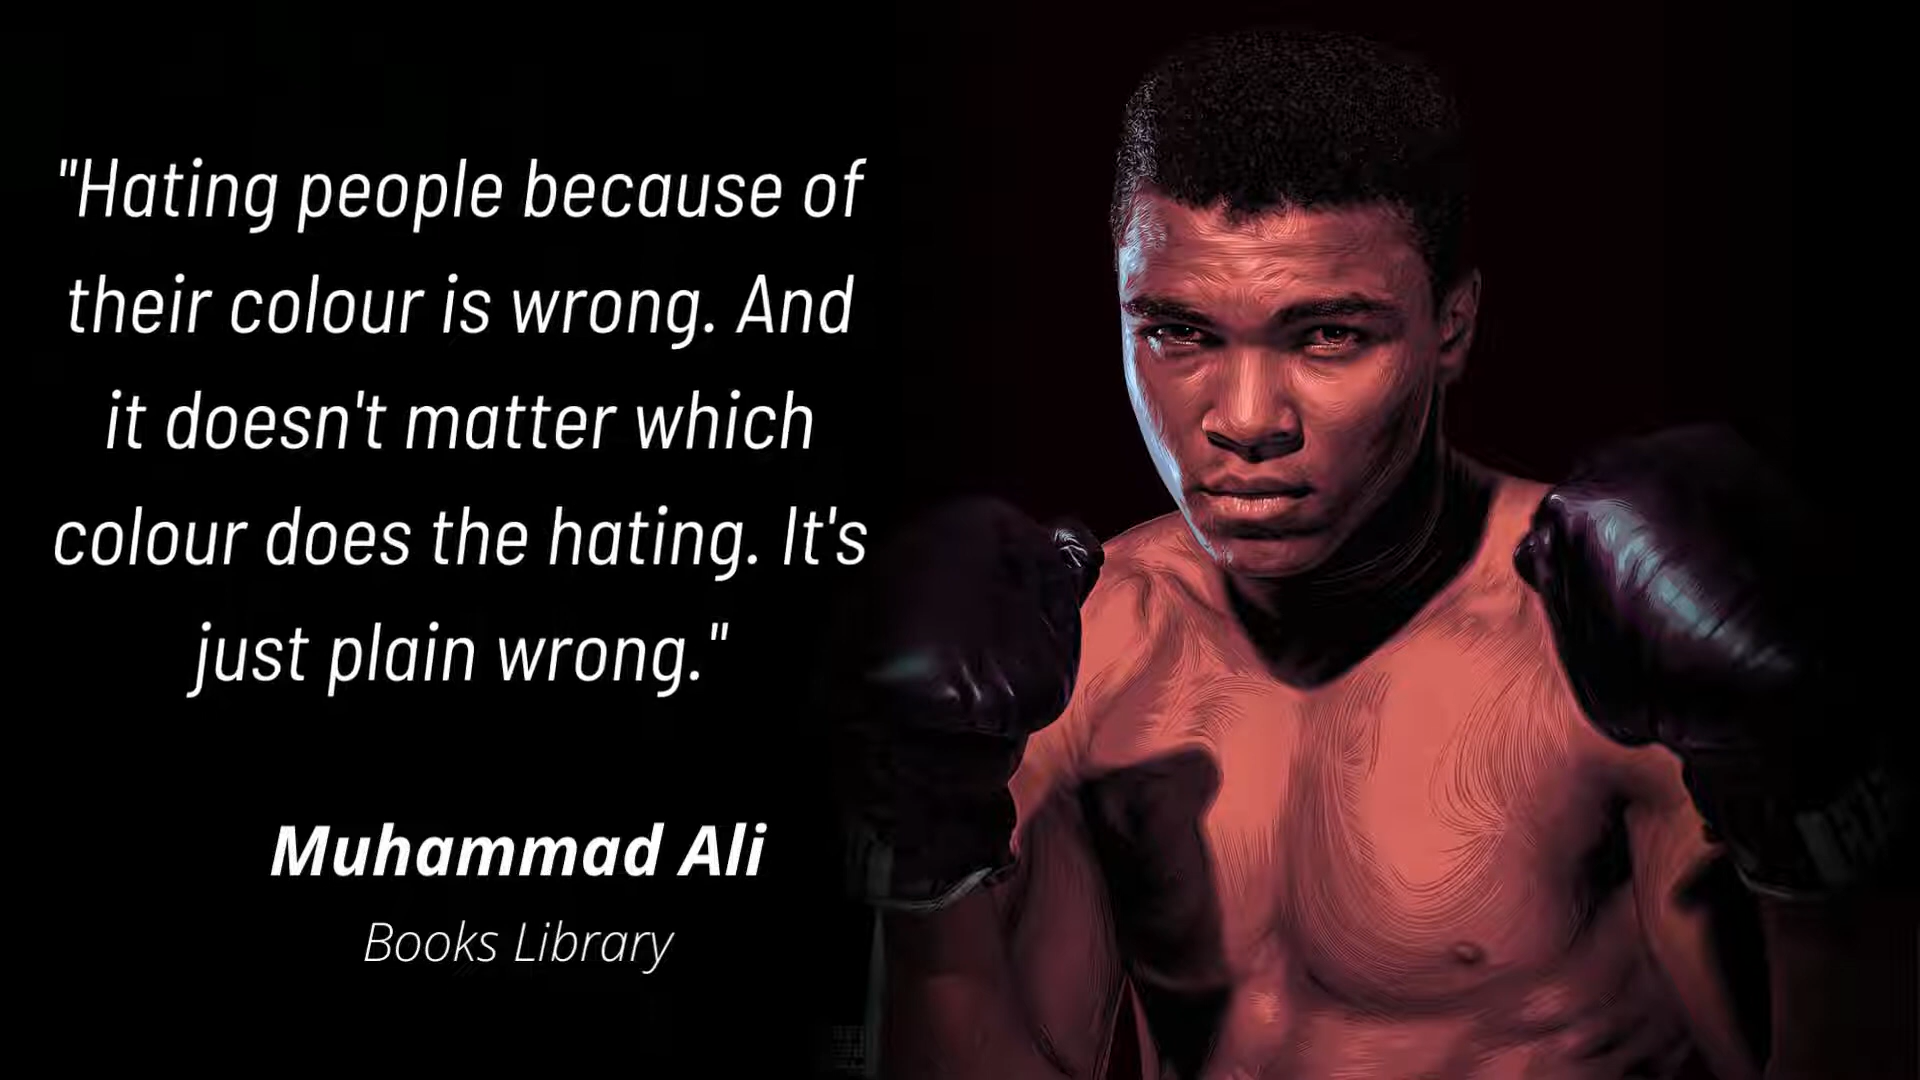 "Hating people because of
their colour is wrong. And
it doesn't matter which
colour does the hating. It's
just plain wrong."
Muhammad Ali
Books Library